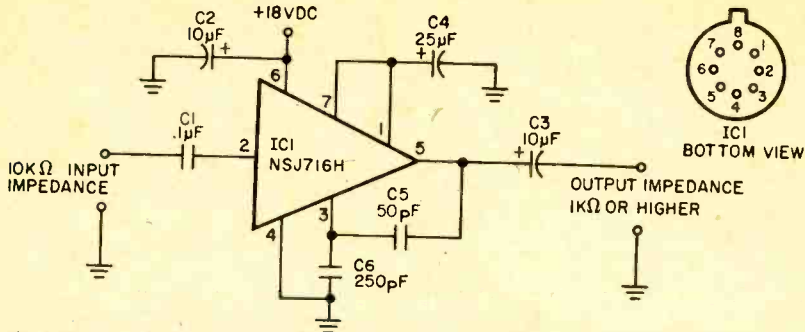 C2
10µF
+
+18VDC
C4
25µF
+
6
7
1
C1
.1µF
2
IC1
NSJ716H
5
C3
10µF
+
10KΩ INPUT
IMPEDANCE
C5
50pF
3
4
C6
250pF
OUTPUT IMPEDANCE
1KΩ OR HIGHER
8
7
1
6
2
5
3
4
IC1
BOTTOM VIEW